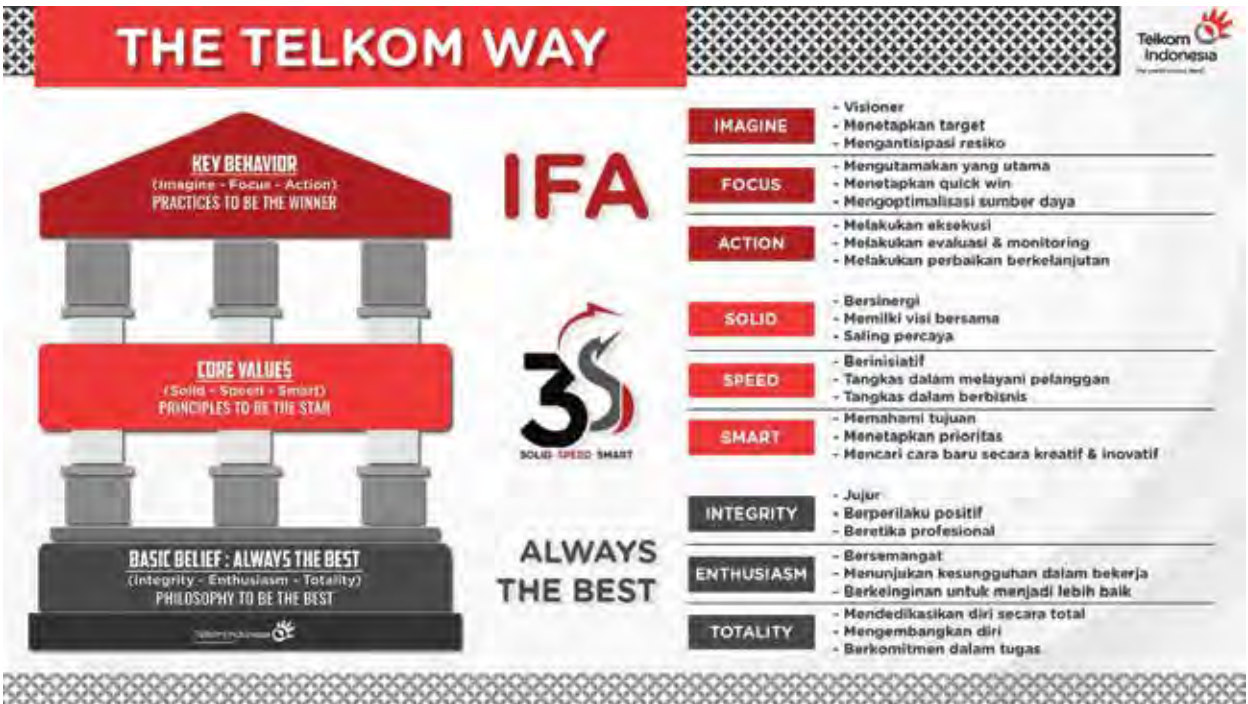 THE TELKOM WAY
Telkom
Indonesia
KEY BEHAVIOR
(Imagine - Focus - Action)
PRACTICES TO BE THE WINNER
CORE VALUES
(Solid - Speed - Smart)
PRINCIPLES TO BE THE STAR
BASIC BELIEF : ALWAYS THE BEST
(Integrity - Enthusiasm - Totality)
PHILOSOPHY TO BE THE BEST
Telkom Indonesia
IFA
3S
SOLID SPEED SMART
ALWAYS
THE BEST
IMAGINE
- Visioner
- Menetapkan target
- Mengantisipasi resiko
FOCUS
- Mengutamakan yang utama
- Menetapkan quick win
- Mengoptimalisasi sumber daya
ACTION
- Melakukan eksekusi
- Melakukan evaluasi & monitoring
- Melakukan perbaikan berkelanjutan
SOLID
- Bersinergi
- Memilki visi bersama
- Saling percaya
SPEED
- Berinisiatif
- Tangkas dalam melayani pelanggan
- Tangkas dalam berbisnis
SMART
- Memahami tujuan
- Menetapkan prioritas
- Mencari cara baru secara kreatif & inovatif
INTEGRITY
- Jujur
- Berperilaku positif
- Beretika profesional
ENTHUSIASM
- Bersemangat
- Menunjukan kesungguhan dalam bekerja
- Berkeinginan untuk menjadi lebih baik
TOTALITY
- Mendedikasikan diri secara total
- Mengembangkan diri
- Berkomitmen dalam tugas